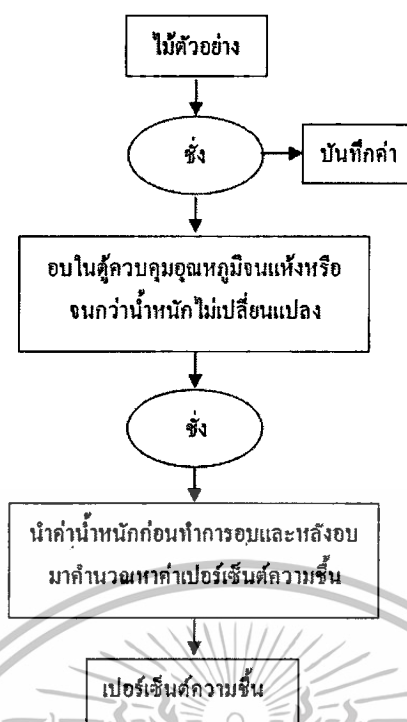 ไม้ตัวอย่าง
ชั่ง
บันทึกค่า
อบในตู้ควบคุมอุณหภูมิจนแห้งหรือ
จนกว่าน้ำหนักไม่เปลี่ยนแปลง
ชั่ง
นำค่าน้ำหนักก่อนทำการอบและหลังอบ
มาคำนวณหาค่าเปอร์เซ็นต์ความชื้น
เปอร์เซ็นต์ความชื้น